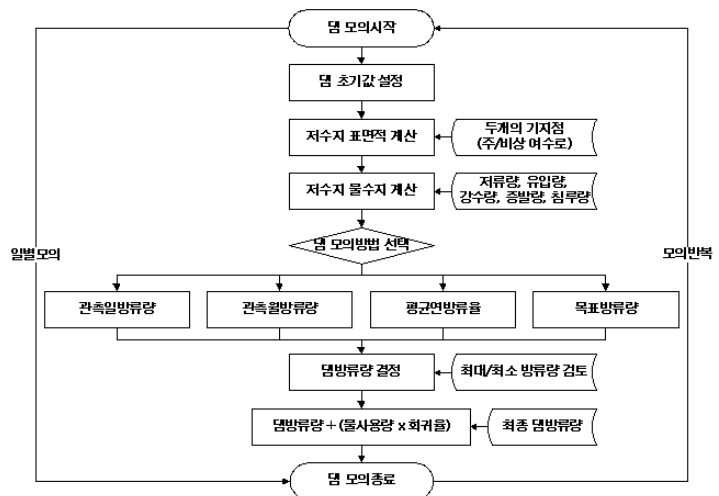 댐 모의시작
댐 초기값 설정
저수지 표면적 계산
두개의 기지점
(주/비상 여수로)
저수지 물수지 계산
저류량, 유입량,
강수량, 증발량, 침루량
댐 모의방법 선택
일별모의
모의반복
관측일방류량
관측월방류량
평균연방류율
목표방류량
댐방류량 결정
최대/최소 방류량 검토
댐방류량 + (물사용량 x 회귀율)
최종 댐방류량
댐 모의종료